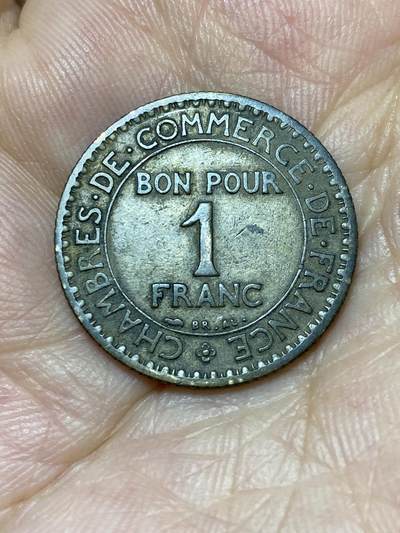 CHAMBRES·DE·COMMERCE·DE·FRANCE
BON POUR
1
FRANC